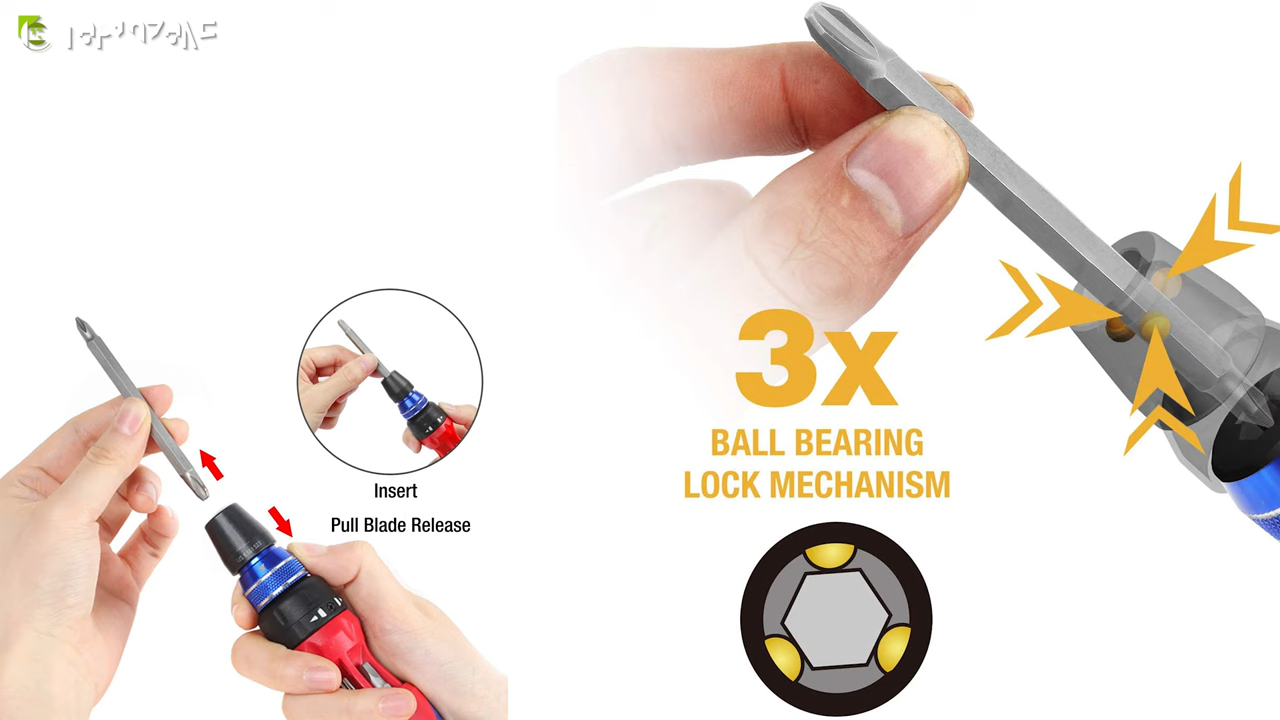 3x
BALL BEARING
LOCK MECHANISM
Insert
Pull Blade Release